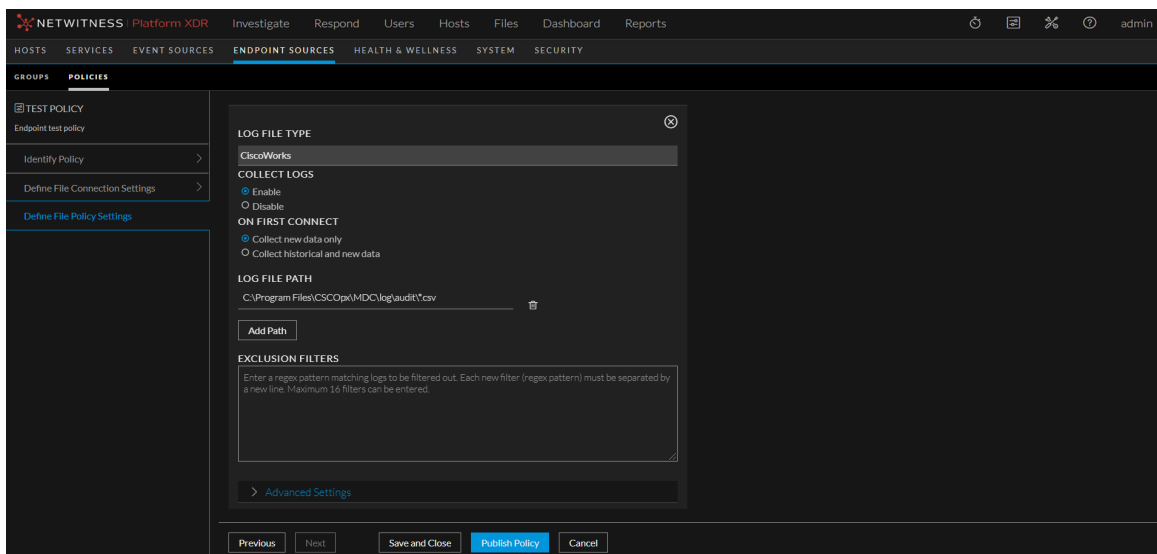 NETWITNESS Platform XDR Investigate Respond Users Hosts Files Dashboard Reports admin
HOSTS SERVICES EVENT SOURCES ENDPOINT SOURCES HEALTH & WELLNESS SYSTEM SECURITY
GROUPS POLICIES
TEST POLICY
Endpoint test policy
Identify Policy
Define File Connection Settings
Define File Policy Settings
LOG FILE TYPE
CiscoWorks
COLLECT LOGS
Enable
Disable
ON FIRST CONNECT
Collect new data only
Collect historical and new data
LOG FILE PATH
C:\Program Files\CSCOpx\MDC\log\audit\*.csv
Add Path
EXCLUSION FILTERS
Enter a regex pattern matching logs to be filtered out. Each new filter (regex pattern) must be separated by
a new line. Maximum 16 filters can be entered.
Advanced Settings
Previous Next Save and Close Publish Policy Cancel